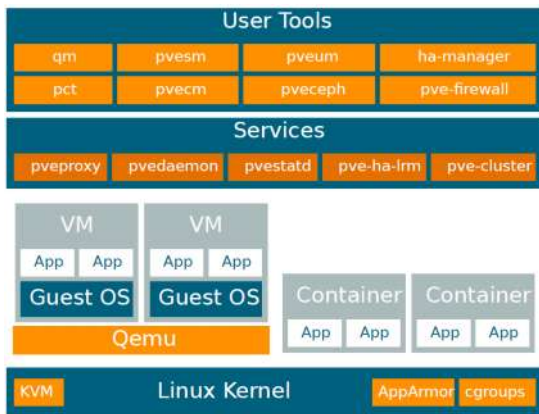 User Tools
qm pvesm pveum ha-manager
pct pvecm pveceph pve-firewall
Services
pveproxy pvedaemon pvestatd pve-ha-lrm pve-cluster
VM VM
App App App App
Guest OS Guest OS
Container Container
Qemu App App App App
KVM Linux Kernel AppArmor cgroups